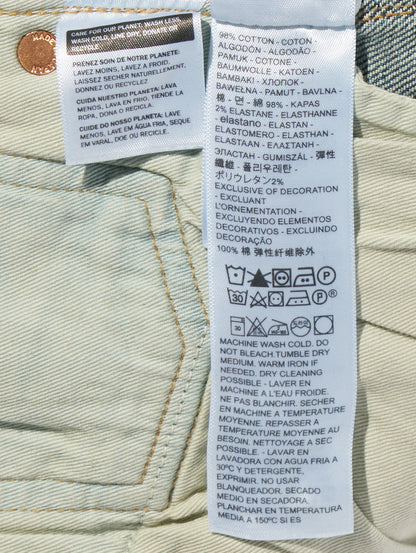 MADE
CARE FOR OUR PLANET: WASH LESS,
WASH COLD, LINE DRY, DONATE OR
RECYCLE
PRENEZ SOIN DE NOTRE PLANETE:
LAVEZ MOINS, LAVEZ A FROID,
LAISSEZ SECHER NATURELLEMENT,
DONNEZ OU RECYCLEZ
CUIDA NUESTRO PLANETA: LAVA
MENOS, LAVA EN FRIA, TIENDE LA
ROPA, DONA O RECICLA.
CUIDE DO NOSSO PLANETA: LAVE
MENOS, LAVE EM ÁGUA FRIA, SEQUE
EM VARAL, DOE OU RECICLE.
98% COTTON - COTON
ALGODÓN - ALGODÃO -
PAMUK - COTONE -
BAUMWOLLE - KATOEN -
BAMBAKI - ХЛОПОК -
BAWEŁNA - PAMUT - BAVLNA -
棉 - 면 - 綿 98% - KAPAS
2% ELASTANE - ELASTHANNE
- elastano - ELASTAN -
ELASTOMERO - ELASTHAN -
ELASTAAN - ΕΛΑΣΤΑΝΗ -
ЭЛАСТАН - GUMISZÁL - 彈性
纖維 - 폴리우레탄 -
ポリウレタン2%
EXCLUSIVE OF DECORATION
- EXCLUANT
L'ORNEMENTATION -
EXCLUYENDO ELEMENTOS
DECORATIVOS - EXCLUINDO
DECORAÇÃO
100% 棉 弹性纤维除外
P
30 P
30
MACHINE WASH COLD. DO
NOT BLEACH TUMBLE DRY
MEDIUM. WARM IRON IF
NEEDED. DRY CLEANING
POSSIBLE - LAVER EN
MACHINE A L'EAU FROIDE.
NE PAS BLANCHIR. SECHER
EN MACHINE A TEMPERATURE
MOYENNE. REPASSER A
TEMPERATURE MOYENNE AU
BESOIN. NETTOYAGE A SEC
POSSIBLE - LAVAR EN
LAVADORA CON AGUA FRIA A
30ºC Y DETERGENTE,
EXPRIMIR. NO USAR
BLANQUEADOR. SECADO
MEDIO EN SECADORA.
PLANCHAR A TEMPERATURA
MEDIA A 150ºC SI ES